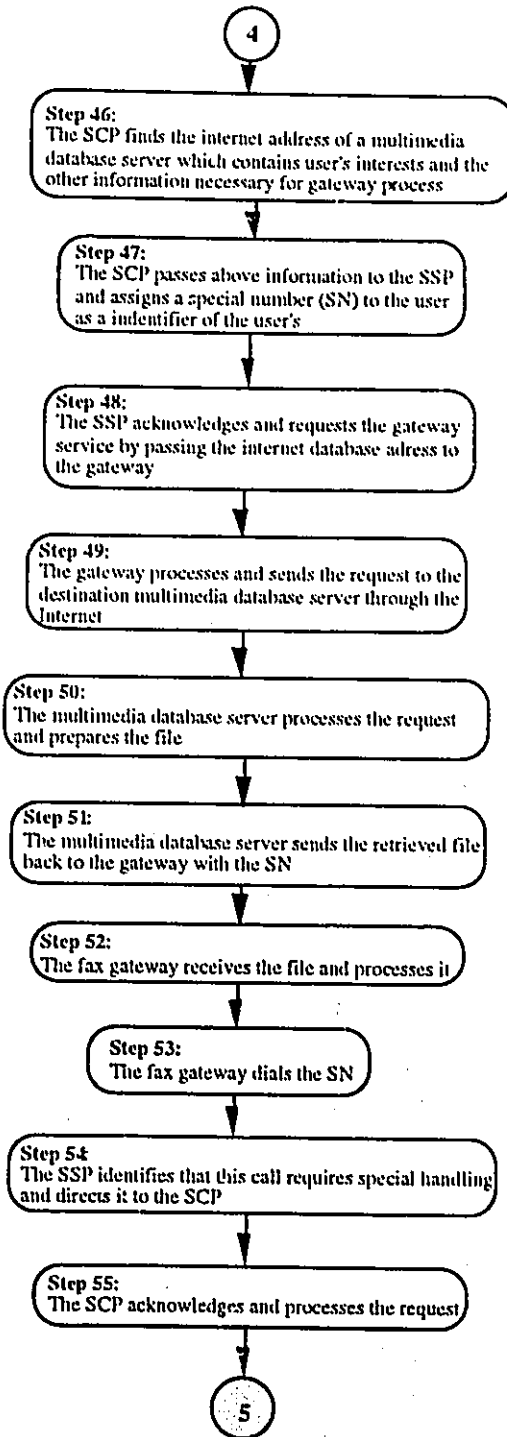 4
Step 46:
The SCP finds the internet address of a multimedia
database server which contains user's interests and the
other information necessary for gateway process
Step 47:
The SCP passes above information to the SSP
and assigns a special number (SN) to the user
as a indentifier of the user's
Step 48:
The SSP acknowledges and requests the gateway
service by passing the internet database adress to
the gateway
Step 49:
The gateway processes and sends the request to the
destination multimedia database server through the
Internet
Step 50:
The multimedia database server processes the request
and prepares the file
Step 51:
The multimedia database server sends the retrieved file
back to the gateway with the SN
Step 52:
The fax gateway receives the file and processes it
Step 53:
The fax gateway dials the SN
Step 54:
The SSP identifies that this call requires special handling
and directs it to the SCP
Step 55:
The SCP acknowledges and processes the request
5